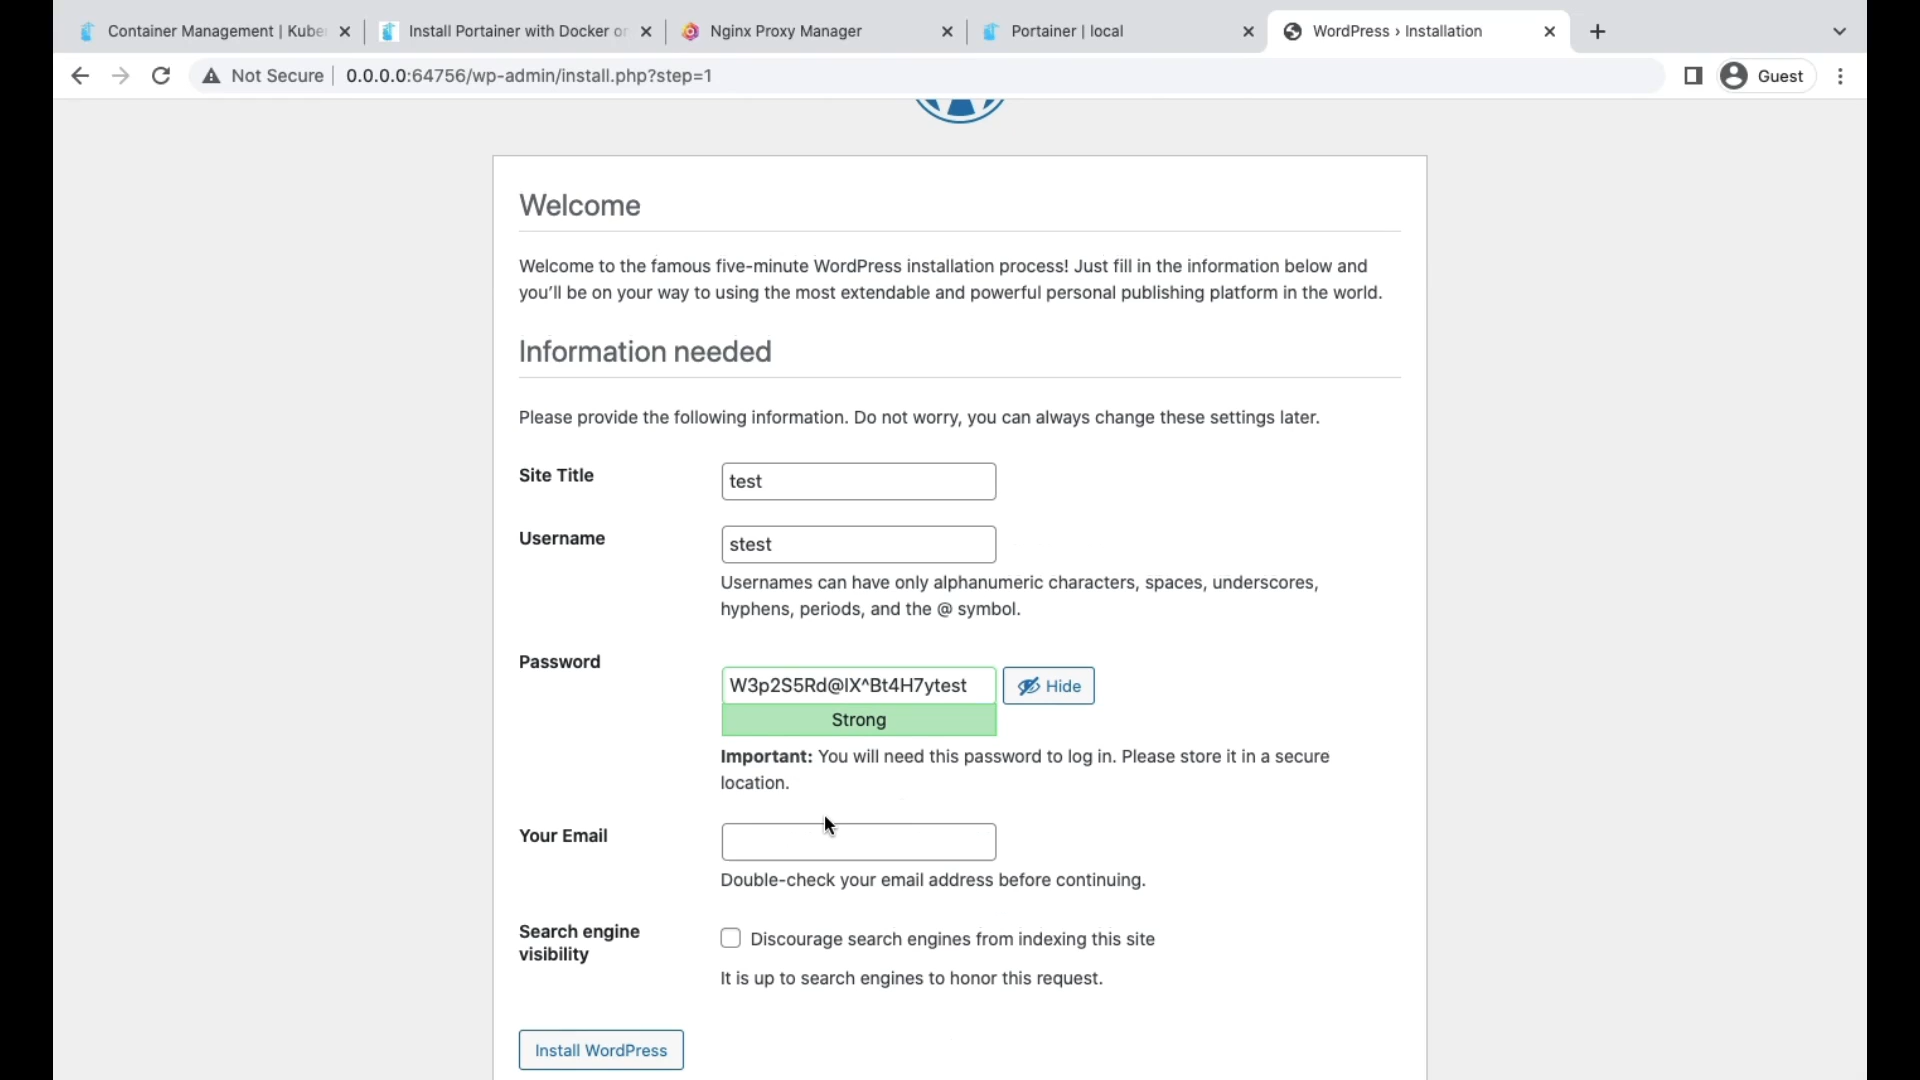 Container Management | Kube
Install Portainer with Docker or
Nginx Proxy Manager
Portainer | local
WordPress › Installation
Not Secure
0.0.0.0:64756/wp-admin/install.php?step=1
Guest
Welcome
Welcome to the famous five-minute WordPress installation process! Just fill in the information below and
you’ll be on your way to using the most extendable and powerful personal publishing platform in the world.
Information needed
Please provide the following information. Do not worry, you can always change these settings later.
Site Title
test
Username
stest
Usernames can have only alphanumeric characters, spaces, underscores,
hyphens, periods, and the @ symbol.
Password
W3p2S5Rd@lX^Bt4H7ytest
Hide
Strong
Important: You will need this password to log in. Please store it in a secure
location.
Your Email
Double-check your email address before continuing.
Search engine
visibility
Discourage search engines from indexing this site
It is up to search engines to honor this request.
Install WordPress